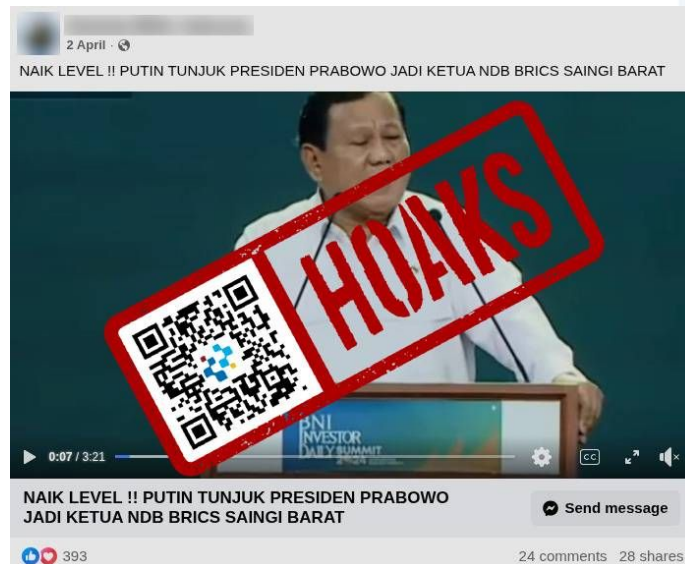 2 April
NAIK LEVEL !! PUTIN TUNJUK PRESIDEN PRABOWO JADI KETUA NDB BRICS SAINGI BARAT
HOAKS
BNI
INVESTOR
DAILY SUMMIT
0:07 / 3:21
CC
NAIK LEVEL !! PUTIN TUNJUK PRESIDEN PRABOWO
JADI KETUA NDB BRICS SAINGI BARAT
Send message
393
24 comments 28 shares